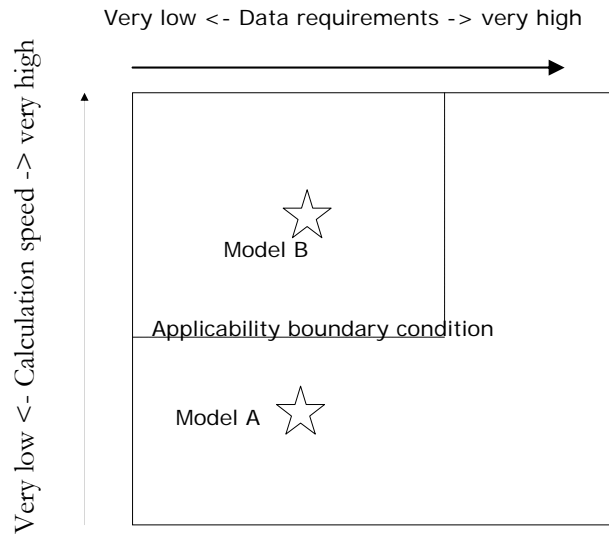 Very low <- Data requirements -> very high
Very low <- Calculation speed -> very high
Model B
Applicability boundary condition
Model A